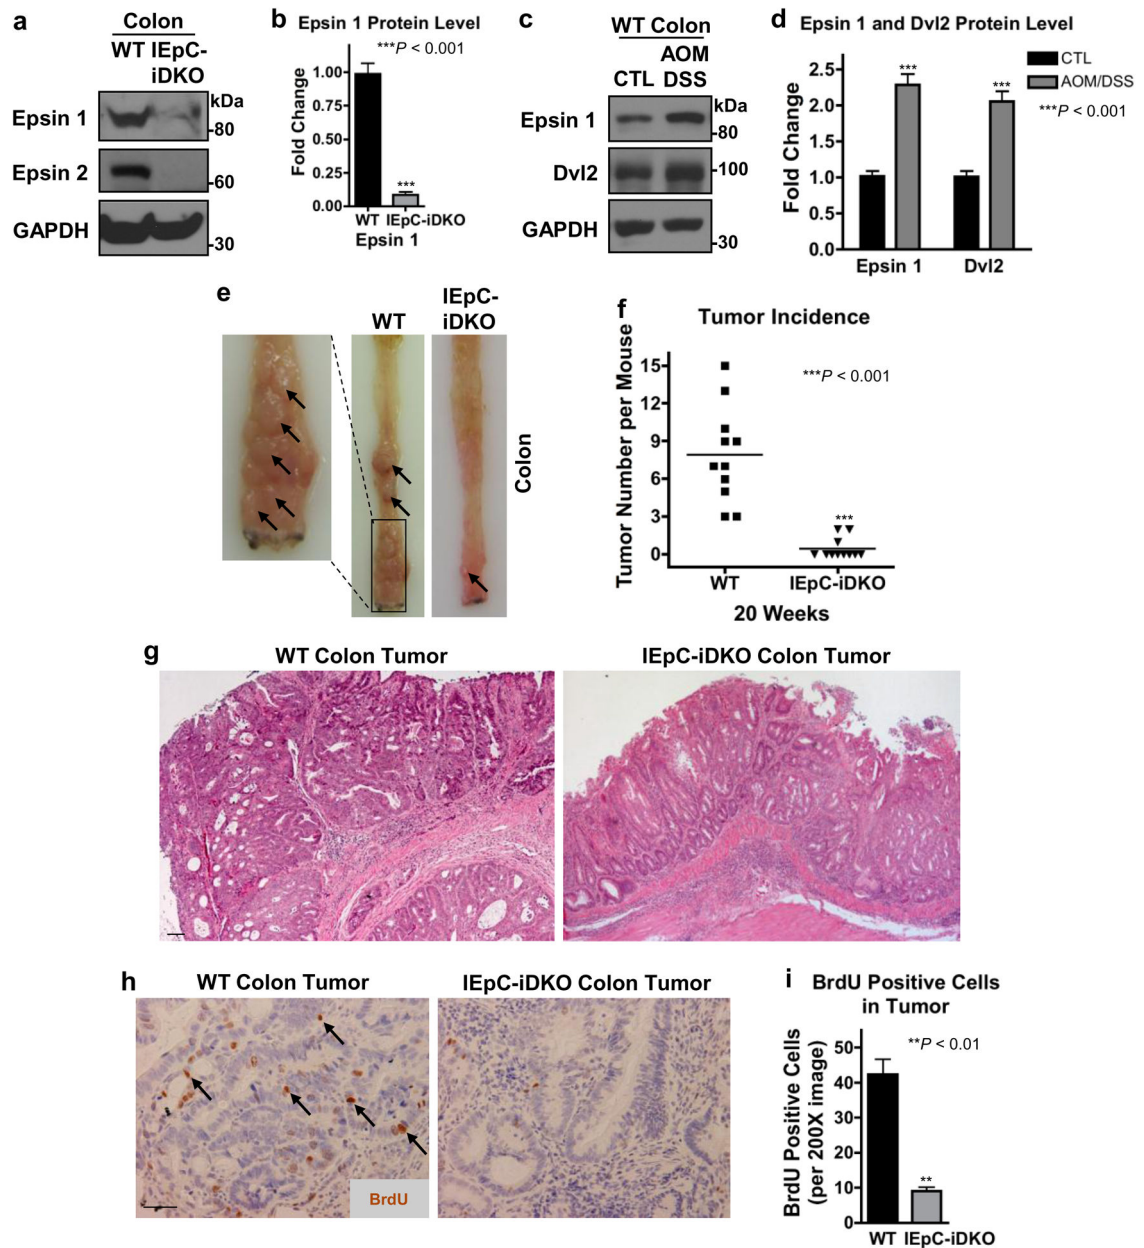 a
Colon
WT IEpC-
iDKO
kDa
Epsin 1
-80
Epsin 2
-60
GAPDH
-30
b
Epsin 1 Protein Level
***P < 0.001
Fold Change
1.00
0.75
0.50
0.25
0.00
***
WT IEpC-iDKO
Epsin 1
c
WT Colon
AOM
CTL DSS
kDa
Epsin 1
-80
Dvl2
-100
GAPDH
-30
d
Epsin 1 and Dvl2 Protein Level
CTL
AOM/DSS
***P < 0.001
Fold Change
2.5
2.0
1.5
1.0
0.5
0.0
***
***
Epsin 1 Dvl2
e
WT
IEpC-
iDKO
Colon
f
Tumor Incidence
***P < 0.001
Tumor Number per Mouse
15
12
9
6
3
0
***
WT IEpC-iDKO
20 Weeks
g
WT Colon Tumor
IEpC-iDKO Colon Tumor
h
WT Colon Tumor
IEpC-iDKO Colon Tumor
BrdU
i
BrdU Positive Cells
in Tumor
**P < 0.01
BrdU Positive Cells
(per 200X image)
50
40
30
20
10
0
**
WT IEpC-iDKO